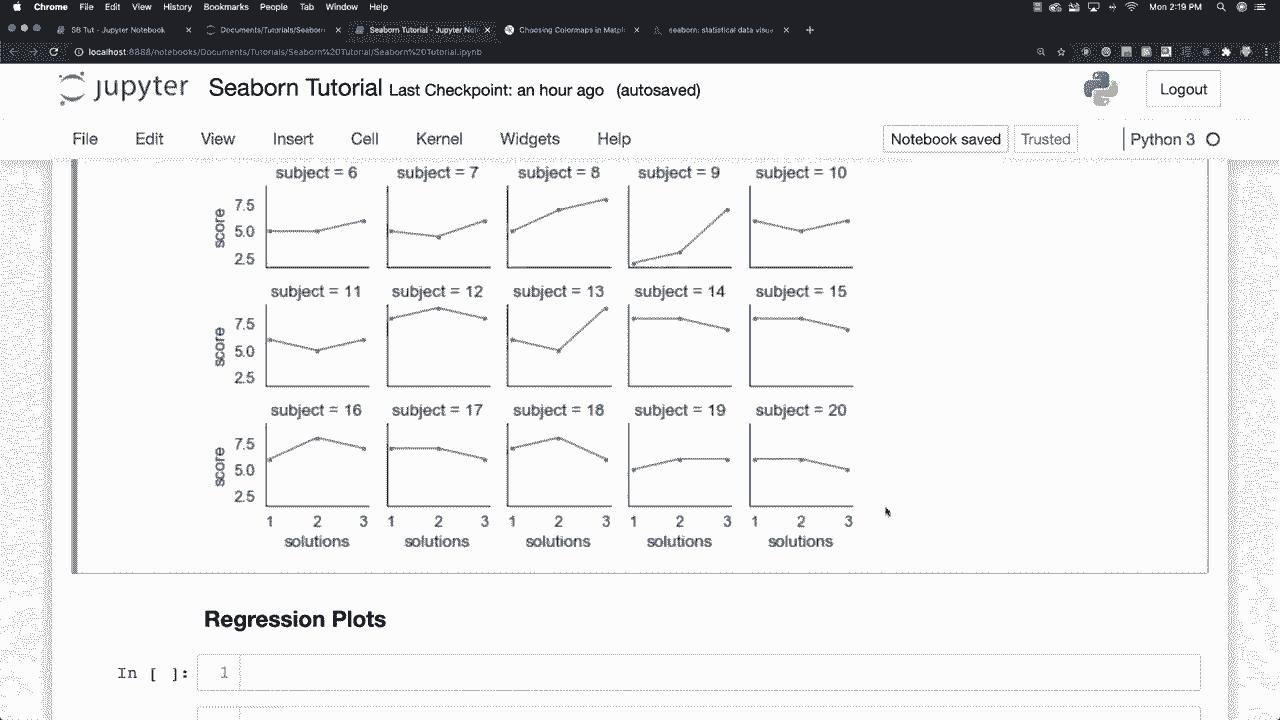 Chrome File Edit View History Bookmarks People Tab Window Help Mon 2:19 PM
SB Tut - Jupyter Notebook Documents/Tutorials/Seaborn Seaborn Tutorial - Jupyter Not Choosing Colormaps in Matpl seaborn: statistical data visua
localhost:8888/notebooks/Documents/Tutorials/Seaborn%20Tutorial/Seaborn%20Tutorial.ipynb
jupyter Seaborn Tutorial Last Checkpoint: an hour ago (autosaved) Logout
File Edit View Insert Cell Kernel Widgets Help Notebook saved Trusted Python 3
subject = 6 subject = 7 subject = 8 subject = 9 subject = 10
score 7.5 5.0 2.5
subject = 11 subject = 12 subject = 13 subject = 14 subject = 15
score 7.5 5.0 2.5
subject = 16 subject = 17 subject = 18 subject = 19 subject = 20
score 7.5 5.0 2.5
1 2 3 1 2 3 1 2 3 1 2 3 1 2 3
solutions solutions solutions solutions solutions
Regression Plots
In [ ]: 1